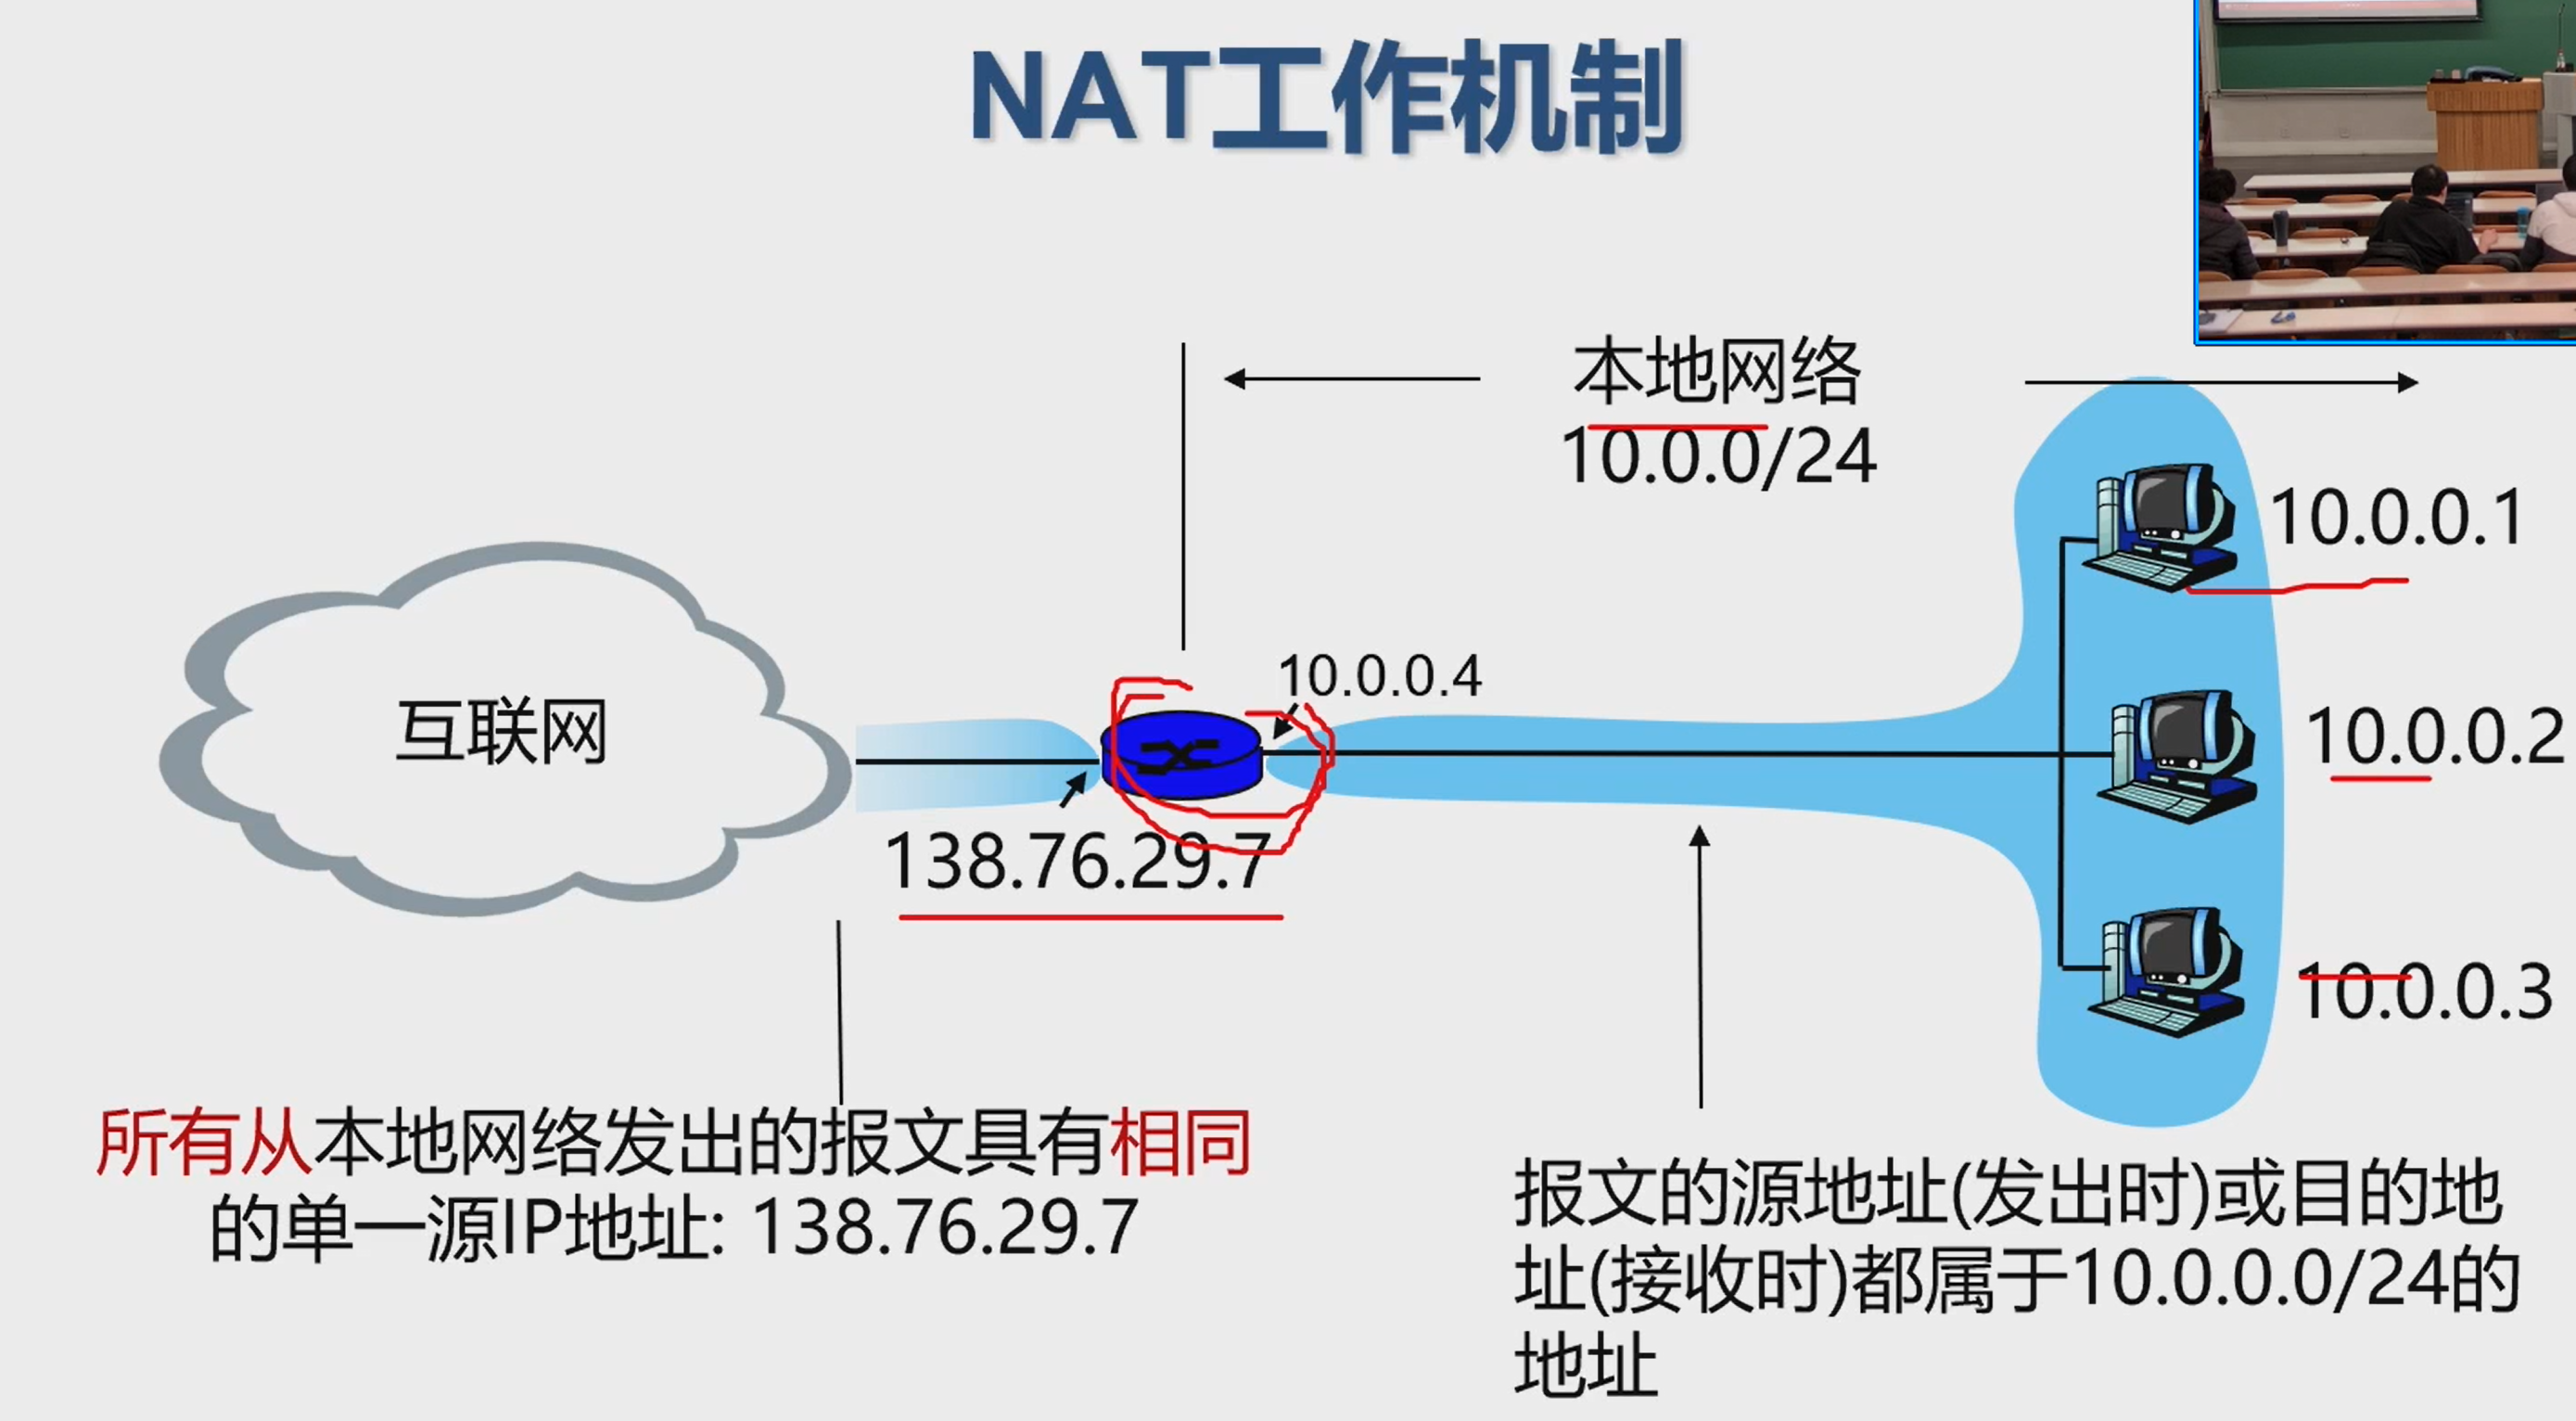 NAT工作机制
本地网络
10.0.0/24
10.0.0.1
10.0.0.4
互联网
10.0.0.2
138.76.29.7
10.0.0.3
所有从本地网络发出的报文具有相同
的单一源IP地址: 138.76.29.7
报文的源地址(发出时)或目的地
址(接收时)都属于10.0.0.0/24的
地址